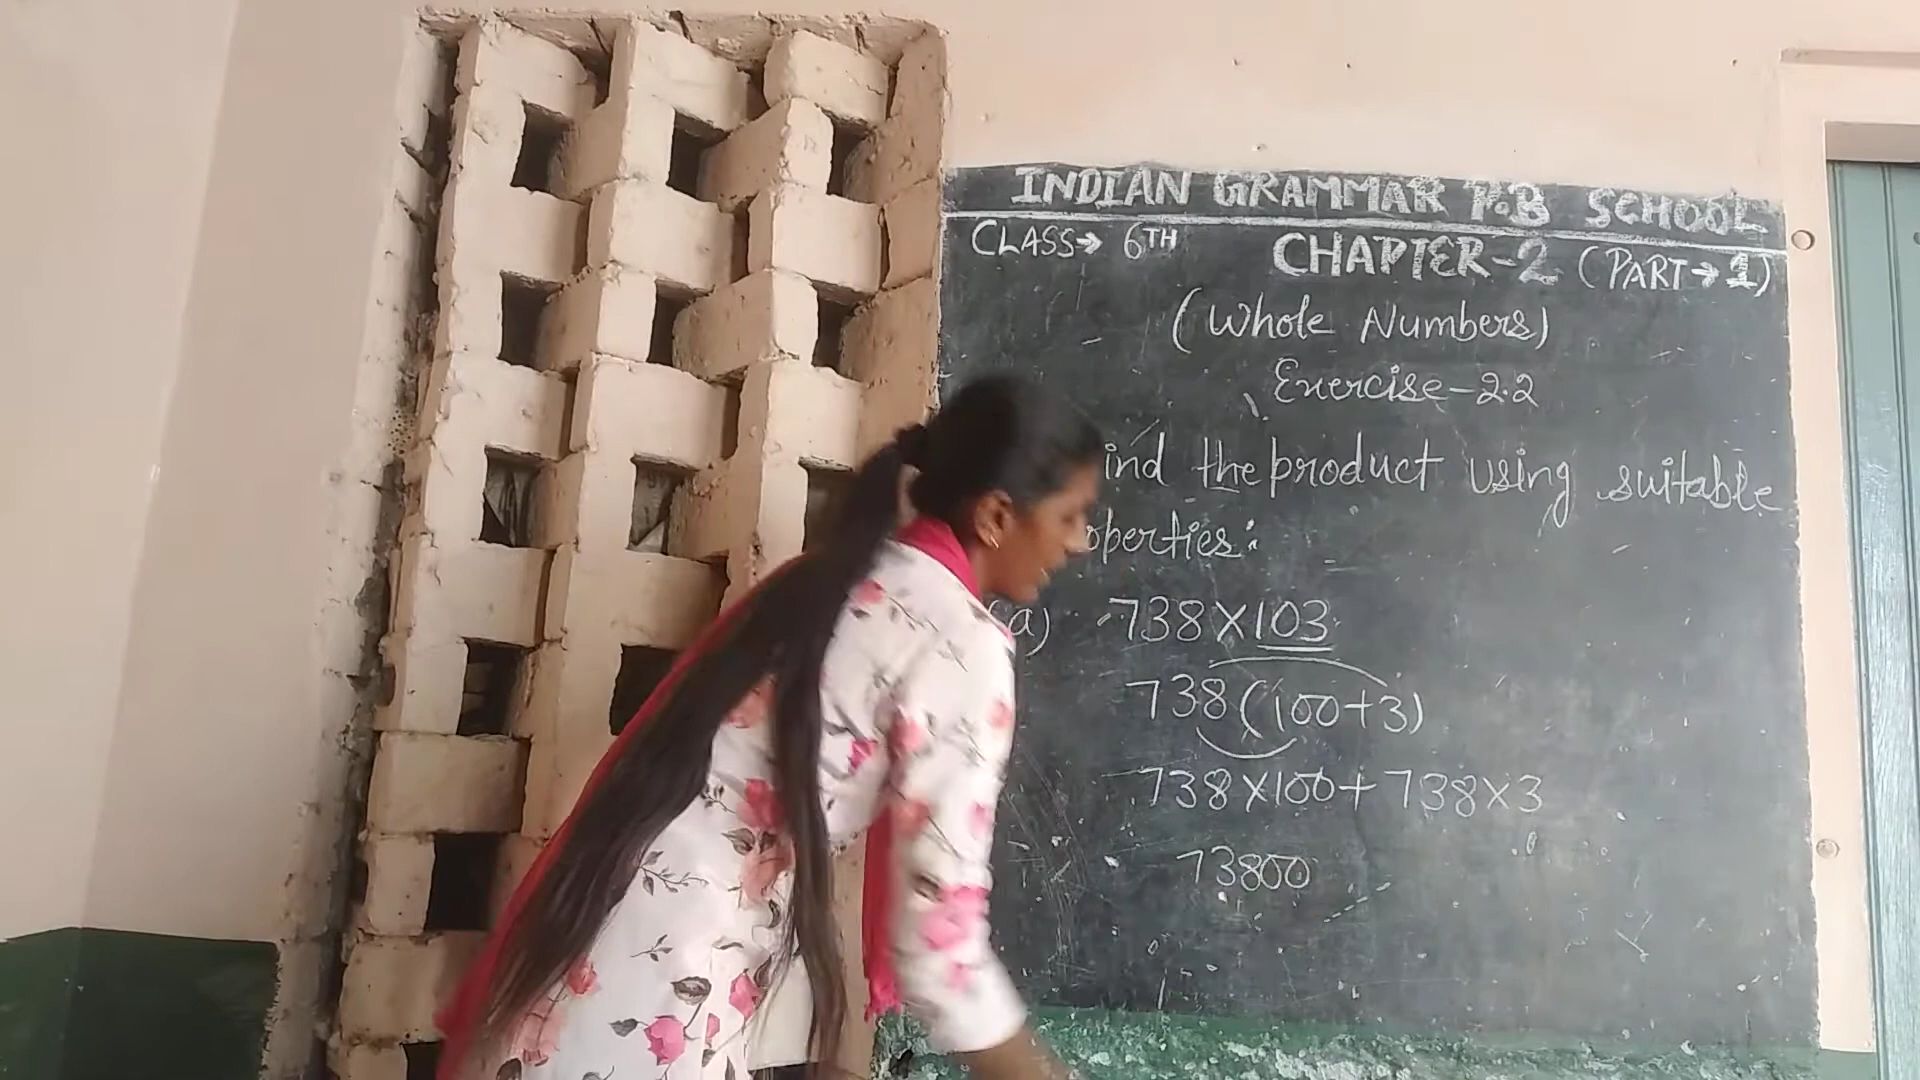 INDIAN GRAMMAR P.B SCHOOL
CLASS→ 6TH CHAPTER-2 (PART→1)
(Whole Numbers)
Exercise-2.2
ind the product using suitable
operties:
(a) 738×103
738(100+3)
738×100+738×3
73800